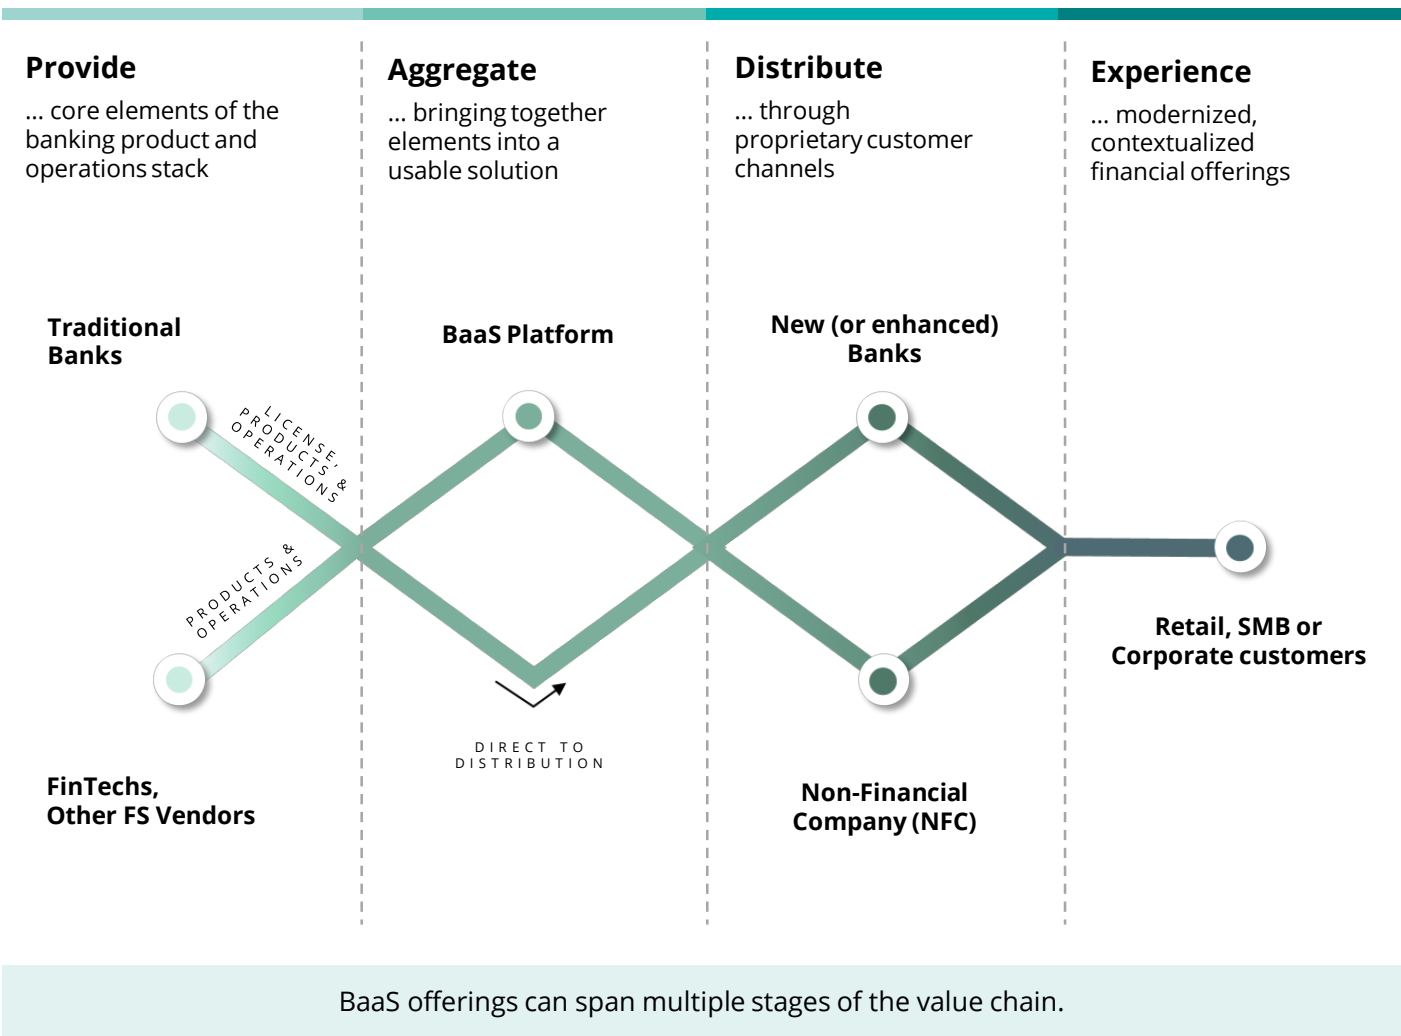 Provide
... core elements of the
banking product and
operations stack
Aggregate
... bringing together
elements into a
usable solution
Distribute
... through
proprietary customer
channels
Experience
... modernized,
contextualized
financial offerings
Traditional
Banks
BaaS Platform
New (or enhanced)
Banks
LICENSE,
PRODUCTS, &
OPERATIONS
PRODUCTS &
OPERATIONS
Retail, SMB or
Corporate customers
DIRECT TO
DISTRIBUTION
FinTechs,
Other FS Vendors
Non-Financial
Company (NFC)
BaaS offerings can span multiple stages of the value chain.